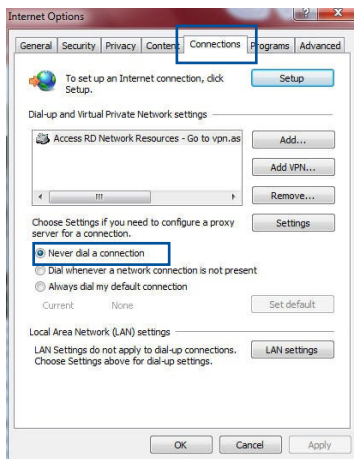 Internet Options
General Security Privacy Content Connections Programs Advanced
To set up an Internet connection, click
Setup.
Setup
Dial-up and Virtual Private Network settings
Access RD Network Resources - Go to vpn.as
Add...
Add VPN...
Remove...
Choose Settings if you need to configure a proxy
server for a connection.
Settings
Never dial a connection
Dial whenever a network connection is not present
Always dial my default connection
Current None
Set default
Local Area Network (LAN) settings
LAN Settings do not apply to dial-up connections.
Choose Settings above for dial-up settings.
LAN settings
OK Cancel Apply